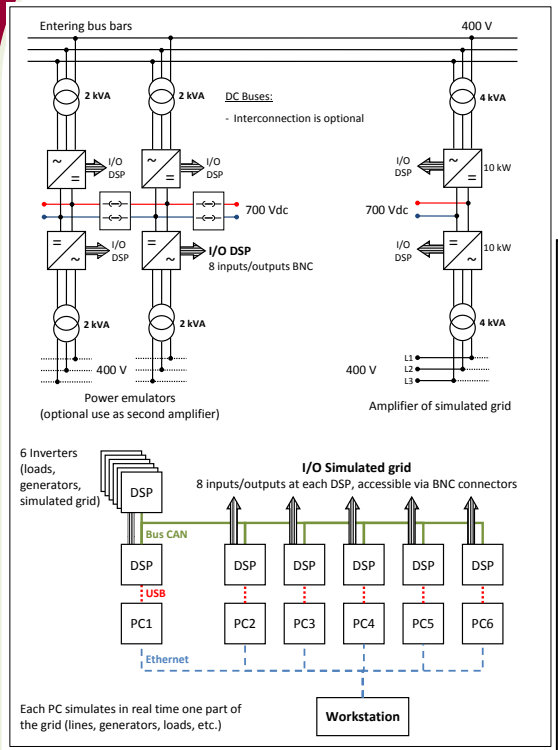 Entering bus bars
400 V
2 kVA
2 kVA
4 kVA
DC Buses:
- Interconnection is optional
~
=
I/O
DSP
~
=
I/O
DSP
I/O
DSP
~
=
10 kW
700 Vdc
700 Vdc
=
~
I/O
DSP
=
~
I/O DSP
8 inputs/outputs BNC
I/O
DSP
=
~
10 kW
2 kVA
2 kVA
4 kVA
400 V
400 V
L1
L2
L3
Power emulators
(optional use as second amplifier)
Amplifier of simulated grid
6 Inverters
(loads,
generators,
simulated grid)
DSP
I/O Simulated grid
8 inputs/outputs at each DSP, accessible via BNC connectors
Bus CAN
DSP
DSP
DSP
DSP
DSP
DSP
USB
PC1
PC2
PC3
PC4
PC5
PC6
Ethernet
Each PC simulates in real time one part of
the grid (lines, generators, loads, etc.)
Workstation